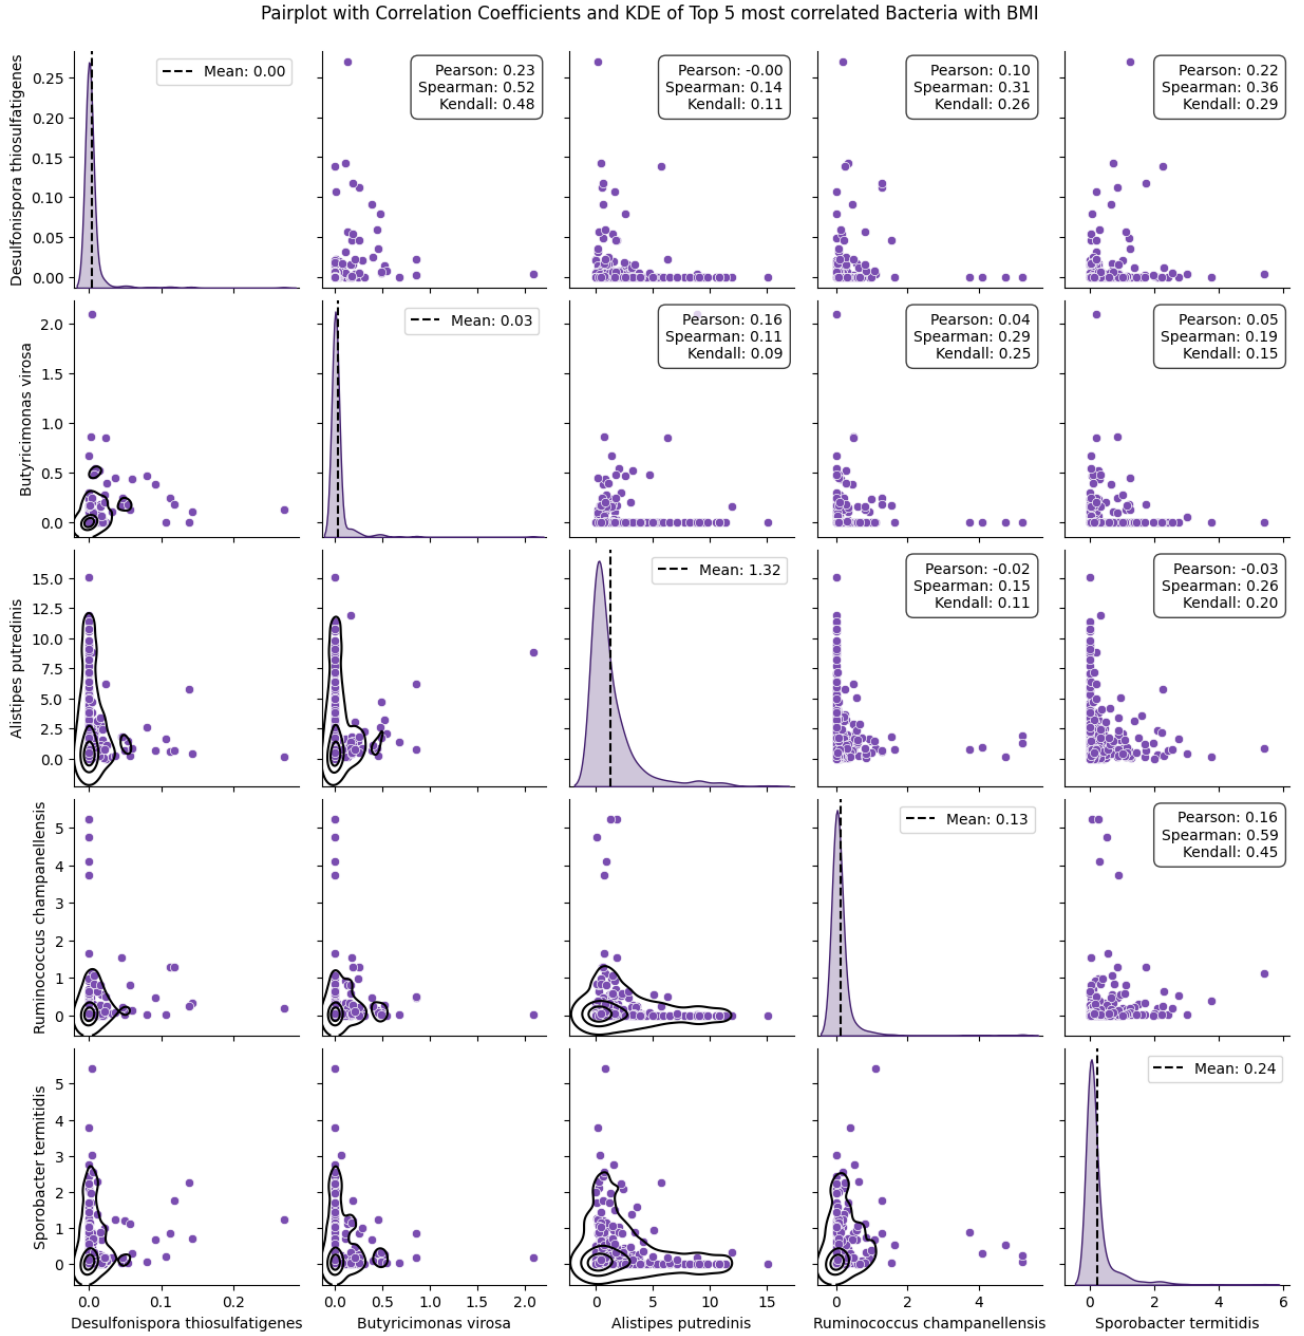 Pairplot with Correlation Coefficients and KDE of Top 5 most correlated Bacteria with BMI
Desulfonispora thiosulfatigenes
0.25
0.20
0.15
0.10
0.05
0.00
Mean: 0.00
Pearson: 0.23
Spearman: 0.52
Kendall: 0.48
Pearson: -0.00
Spearman: 0.14
Kendall: 0.11
Pearson: 0.10
Spearman: 0.31
Kendall: 0.26
Pearson: 0.22
Spearman: 0.36
Kendall: 0.29
Butyricimonas virosa
2.0
1.5
1.0
0.5
0.0
Mean: 0.03
Pearson: 0.16
Spearman: 0.11
Kendall: 0.09
Pearson: 0.04
Spearman: 0.29
Kendall: 0.25
Pearson: 0.05
Spearman: 0.19
Kendall: 0.15
Alistipes putredinis
15.0
12.5
10.0
7.5
5.0
2.5
0.0
Mean: 1.32
Pearson: -0.02
Spearman: 0.15
Kendall: 0.11
Pearson: -0.03
Spearman: 0.26
Kendall: 0.20
Ruminococcus champanellensis
5
4
3
2
1
0
Mean: 0.13
Pearson: 0.16
Spearman: 0.59
Kendall: 0.45
Sporobacter termitidis
5
4
3
2
1
0
Mean: 0.24
0.0 0.2
0.0 0.5 1.0 1.5 2.0
0 5 10 15
0 2 4
0 2 4 6
Desulfonispora thiosulfatigenes
Butyricimonas virosa
Alistipes putredinis
Ruminococcus champanellensis
Sporobacter termitidis